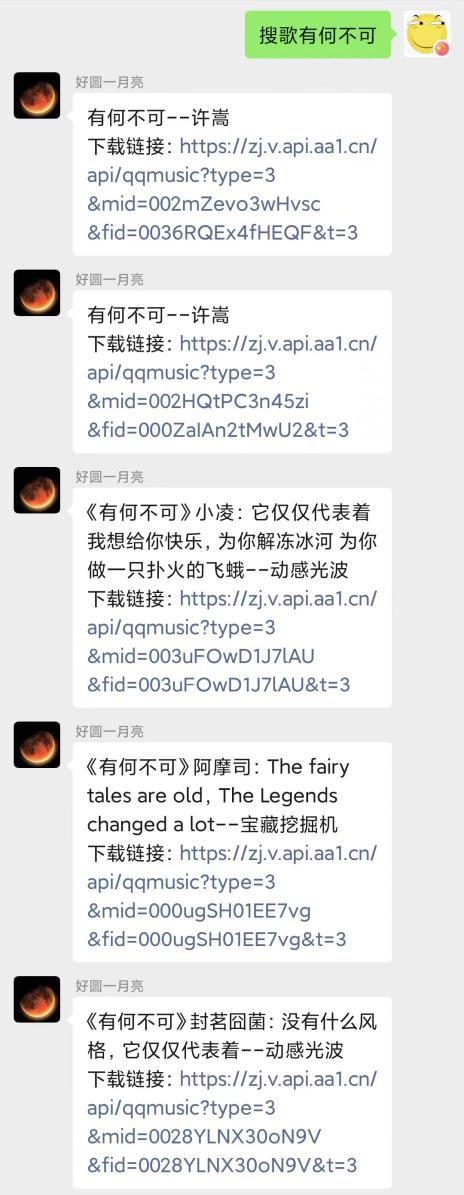 搜歌有何不可
好圆一月亮
有何不可--许嵩
下载链接：https://zj.v.api.aa1.cn/
api/qqmusic?type=3
&mid=002mZevo3wHvsc
&fid=0036RQEx4fHEQF&t=3
好圆一月亮
有何不可--许嵩
下载链接：https://zj.v.api.aa1.cn/
api/qqmusic?type=3
&mid=002HQtPC3n45zi
&fid=000ZaIAn2tMwU2&t=3
好圆一月亮
《有何不可》小凌：它仅仅代表着
我想给你快乐，为你解冻冰河 为你
做一只扑火的飞蛾--动感光波
下载链接：https://zj.v.api.aa1.cn/
api/qqmusic?type=3
&mid=003uFOwD1J7lAU
&fid=003uFOwD1J7lAU&t=3
好圆一月亮
《有何不可》阿摩司：The fairy
tales are old，The Legends
changed a lot--宝藏挖掘机
下载链接：https://zj.v.api.aa1.cn/
api/qqmusic?type=3
&mid=000ugSH01EE7vg
&fid=000ugSH01EE7vg&t=3
好圆一月亮
《有何不可》封茗囧菌：没有什么风
格，它仅仅代表着--动感光波
下载链接：https://zj.v.api.aa1.cn/
api/qqmusic?type=3
&mid=0028YLNX30oN9V
&fid=0028YLNX30oN9V&t=3